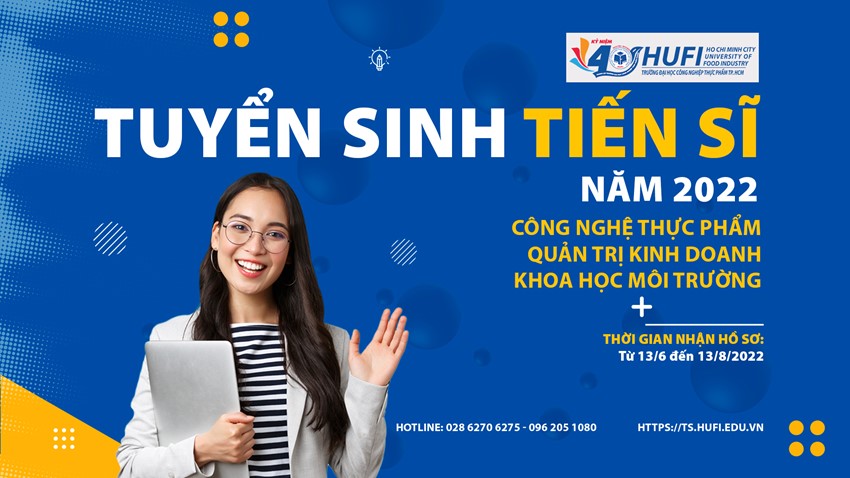 KỶ NIỆM
40
HUFI
HO CHI MINH CITY
UNIVERSITY OF
FOOD INDUSTRY
TRƯỜNG ĐẠI HỌC CÔNG NGHIỆP THỰC PHẨM TP. HCM
TUYỂN SINH TIẾN SĨ
NĂM 2022
CÔNG NGHỆ THỰC PHẨM
QUẢN TRỊ KINH DOANH
KHOA HỌC MÔI TRƯỜNG
THỜI GIAN NHẬN HỒ SƠ:
Từ 13/6 đến 13/8/2022
HOTLINE: 028 6270 6275 - 096 205 1080
HTTPS://TS.HUFI.EDU.VN